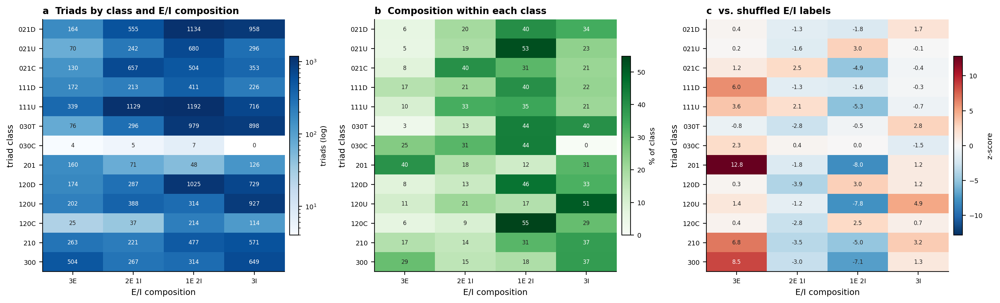 a Triads by class and E/I composition
triad class
021D 164 555 1134 958
021U 70 242 680 296
021C 130 657 504 353
111D 172 213 411 226
111U 339 1129 1192 716
030T 76 296 979 898
030C 4 5 7 0
201 160 71 48 126
120D 174 287 1025 729
120U 202 388 314 927
120C 25 37 214 114
210 263 221 477 571
300 504 267 314 649
3E 2E 1I 1E 2I 3I
E/I composition
10³
10²
10¹
triads (log)
b Composition within each class
triad class
021D 6 20 40 34
021U 5 19 53 23
021C 8 40 31 21
111D 17 21 40 22
111U 10 33 35 21
030T 3 13 44 40
030C 25 31 44 0
201 40 18 12 31
120D 8 13 46 33
120U 11 21 17 51
120C 6 9 55 29
210 17 14 31 37
300 29 15 18 37
3E 2E 1I 1E 2I 3I
E/I composition
50
40
30
20
10
0
% of class
c vs. shuffled E/I labels
triad class
021D 0.4 -1.3 -1.8 1.7
021U 0.2 -1.6 3.0 -0.1
021C 1.2 2.5 -4.9 -0.4
111D 6.0 -1.3 -1.6 -0.3
111U 3.6 2.1 -5.3 -0.7
030T -0.8 -2.8 -0.5 2.8
030C 2.3 0.4 0.0 -1.5
201 12.8 -1.8 -8.0 1.2
120D 0.3 -3.9 3.0 1.2
120U 1.4 -1.2 -7.8 4.9
120C 0.4 -2.8 2.5 0.7
210 6.8 -3.5 -5.0 3.2
300 8.5 -3.0 -7.1 1.3
3E 2E 1I 1E 2I 3I
E/I composition
10
5
0
−5
−10
z-score